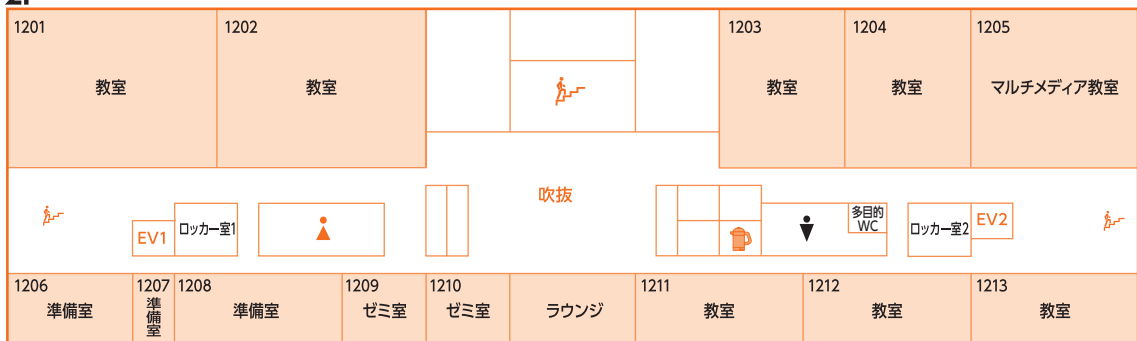 2F
1201
教室
1202
教室
1203
教室
1204
教室
1205
マルチメディア教室
吹抜
EV1
ロッカー室1
多目的
WC
ロッカー室2
EV2
1206
準備室
1207
準備室
1208
準備室
1209
ゼミ室
1210
ゼミ室
ラウンジ
1211
教室
1212
教室
1213
教室